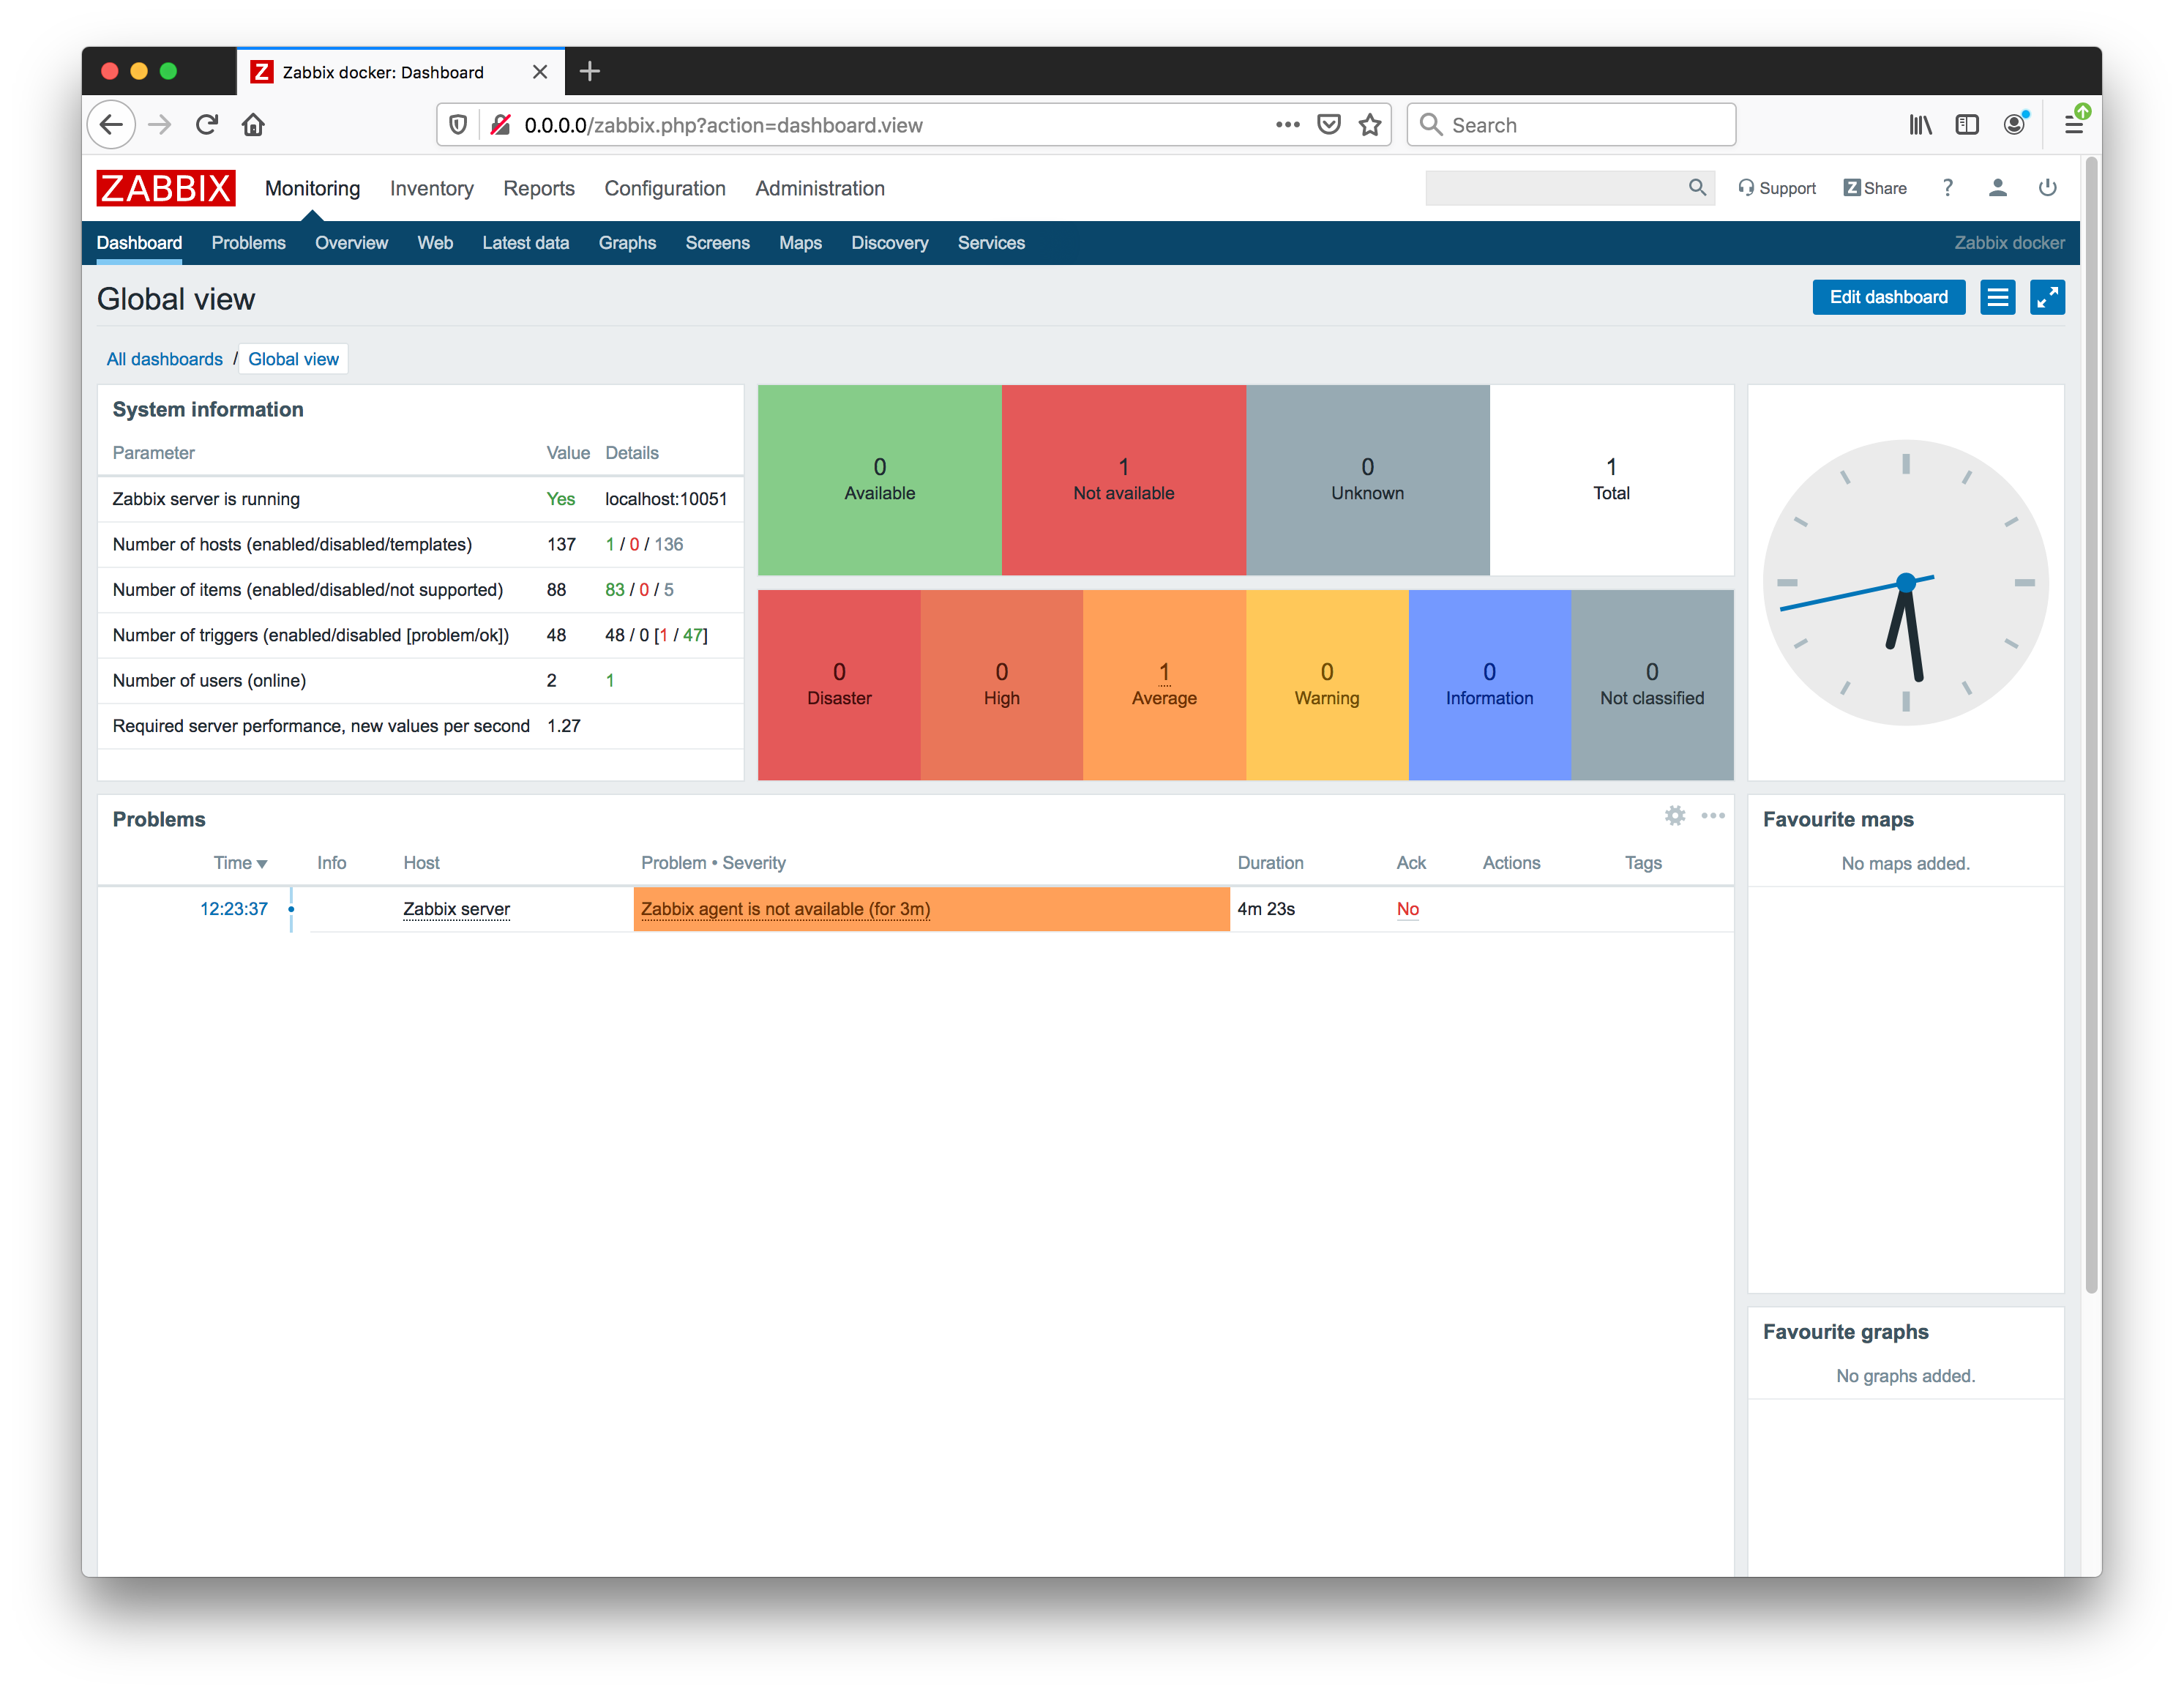 Z Zabbix docker: Dashboard
0.0.0.0/zabbix.php?action=dashboard.view
Search
ZABBIX Monitoring Inventory Reports Configuration Administration
Support Z Share ?
Dashboard Problems Overview Web Latest data Graphs Screens Maps Discovery Services Zabbix docker
Global view
Edit dashboard
All dashboards / Global view
System information
Parameter Value Details
Zabbix server is running Yes localhost:10051
Number of hosts (enabled/disabled/templates) 137 1 / 0 / 136
Number of items (enabled/disabled/not supported) 88 83 / 0 / 5
Number of triggers (enabled/disabled [problem/ok]) 48 48 / 0 [1 / 47]
Number of users (online) 2 1
Required server performance, new values per second 1.27
0 1 0 1
Available Not available Unknown Total
0 0 1 0 0 0
Disaster High Average Warning Information Not classified
Problems
Time Info Host Problem • Severity Duration Ack Actions Tags
12:23:37 Zabbix server Zabbix agent is not available (for 3m) 4m 23s No
Favourite maps
No maps added.
Favourite graphs
No graphs added.